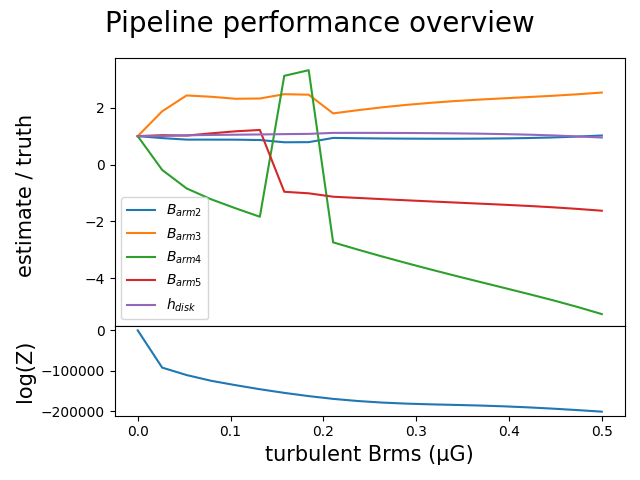 Pipeline performance overview
estimate / truth
2
0
−2
−4
B_arm2
B_arm3
B_arm4
B_arm5
h_disk
log(Z)
0
−100000
−200000
0.0 0.1 0.2 0.3 0.4 0.5
turbulent Brms (μG)